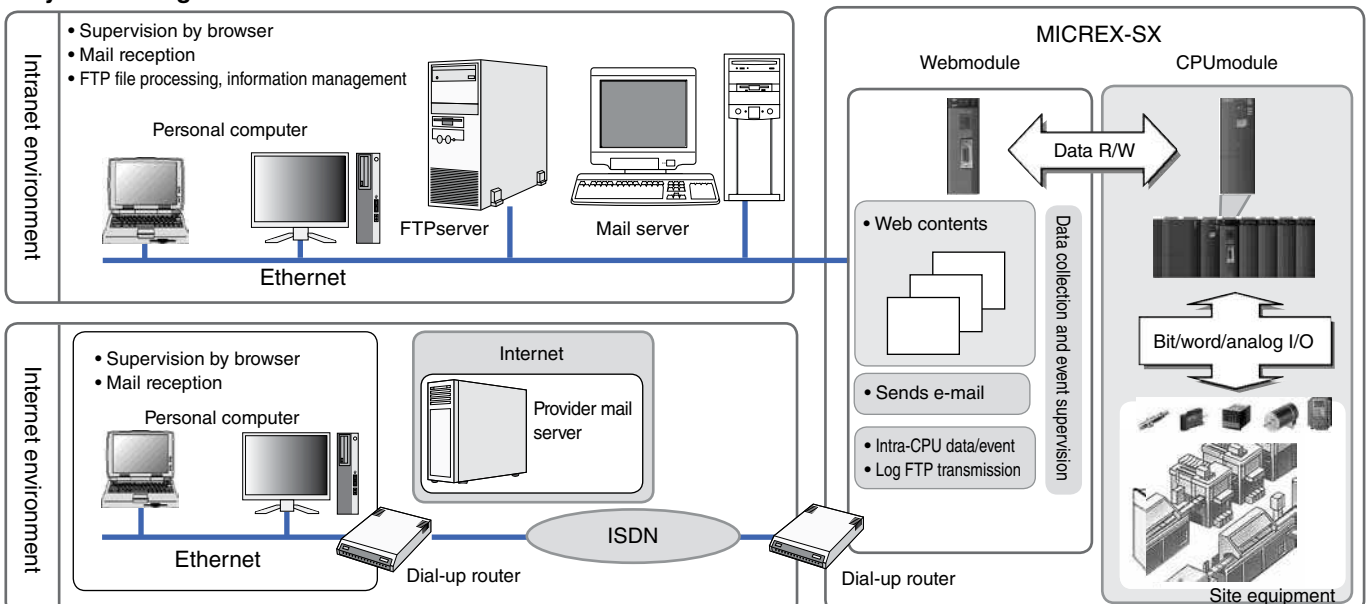 Intranet environment
• Supervision by browser
• Mail reception
• FTP file processing, information management
Personal computer
FTPserver
Mail server
Ethernet
Internet environment
• Supervision by browser
• Mail reception
Personal computer
Ethernet
Internet
Provider mail
server
Dial-up router
ISDN
Dial-up router
MICREX-SX
Webmodule
CPUmodule
Data R/W
• Web contents
• Sends e-mail
• Intra-CPU data/event
• Log FTP transmission
Data collection and event supervision
Bit/word/analog I/O
Site equipment